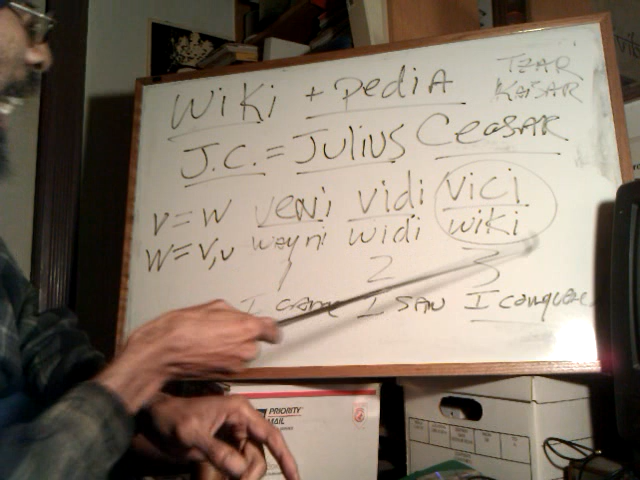 Wiki + pedia
TZAR
KAISAR
J.C. = Julius Ceasar
V = W veni vidi vici
W = V,u wayni widi wiki
1 2 3
I came I saw I conquer
PRIORITY
MAIL